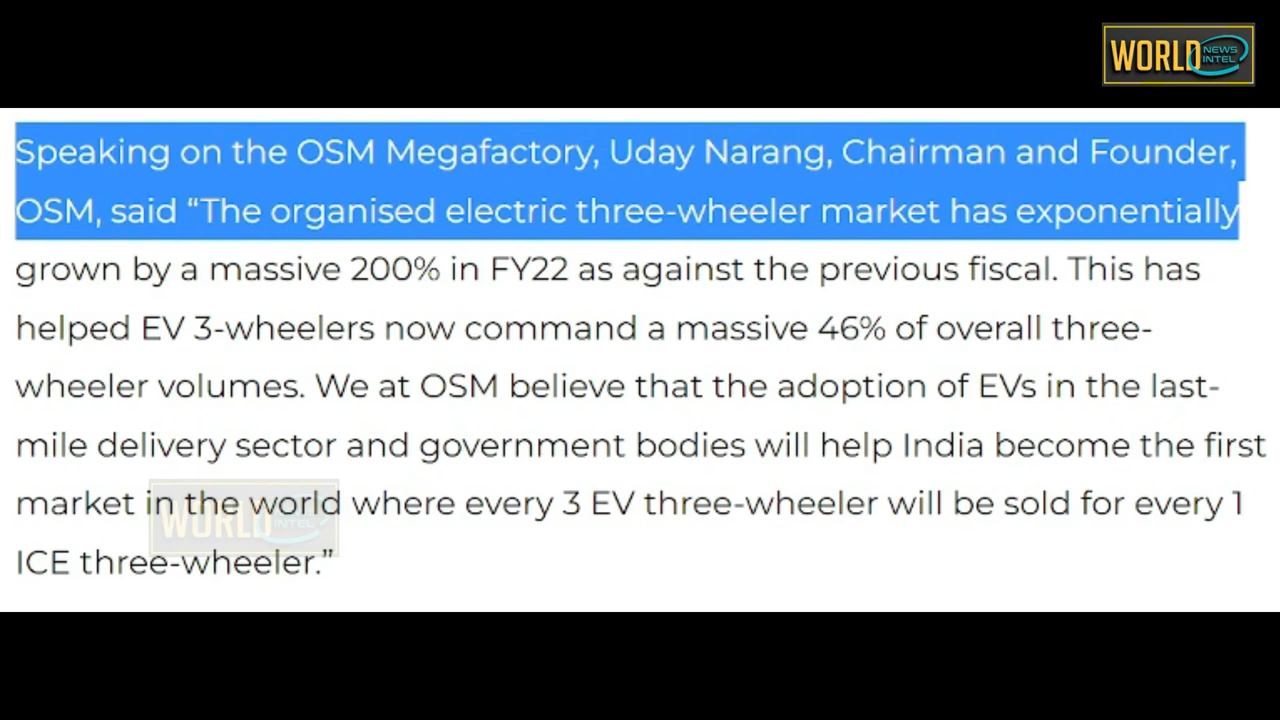 WORLD NEWS INTEL
Speaking on the OSM Megafactory, Uday Narang, Chairman and Founder,
OSM, said “The organised electric three-wheeler market has exponentially
grown by a massive 200% in FY22 as against the previous fiscal. This has
helped EV 3-wheelers now command a massive 46% of overall three-
wheeler volumes. We at OSM believe that the adoption of EVs in the last-
mile delivery sector and government bodies will help India become the first
market in the world where every 3 EV three-wheeler will be sold for every 1
WORLD INTEL
ICE three-wheeler.”